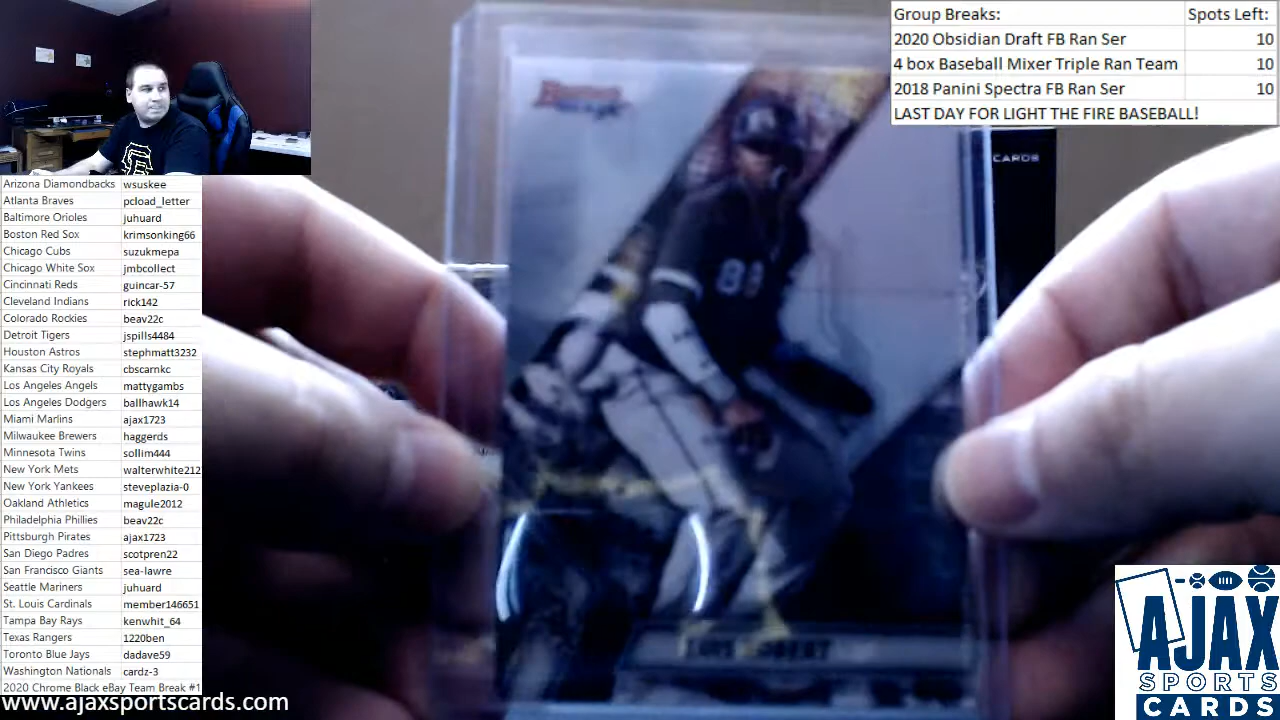 Group Breaks: Spots Left:
2020 Obsidian Draft FB Ran Ser 10
4 box Baseball Mixer Triple Ran Team 10
2018 Panini Spectra FB Ran Ser 10
LAST DAY FOR LIGHT THE FIRE BASEBALL!
CARDS
88
LUIS ROBERT
Arizona Diamondbacks wsuskee
Atlanta Braves pcload_letter
Baltimore Orioles juhuard
Boston Red Sox krimsonking66
Chicago Cubs suzukmepa
Chicago White Sox jmbcollect
Cincinnati Reds guincar-57
Cleveland Indians rick142
Colorado Rockies beav22c
Detroit Tigers jspills4484
Houston Astros stephmatt3232
Kansas City Royals cbscarnkc
Los Angeles Angels mattygambs
Los Angeles Dodgers ballhawk14
Miami Marlins ajax1723
Milwaukee Brewers haggerds
Minnesota Twins sollim444
New York Mets walterwhite212
New York Yankees steveplazia-0
Oakland Athletics magule2012
Philadelphia Phillies beav22c
Pittsburgh Pirates ajax1723
San Diego Padres scotpren22
San Francisco Giants sea-lawre
Seattle Mariners juhuard
St. Louis Cardinals member146651
Tampa Bay Rays kenwhit_64
Texas Rangers 1220ben
Toronto Blue Jays dadave59
Washington Nationals cardz-3
2020 Chrome Black eBay Team Break #1
www.ajaxsportscards.com
AJAX
SPORTS
CARDS